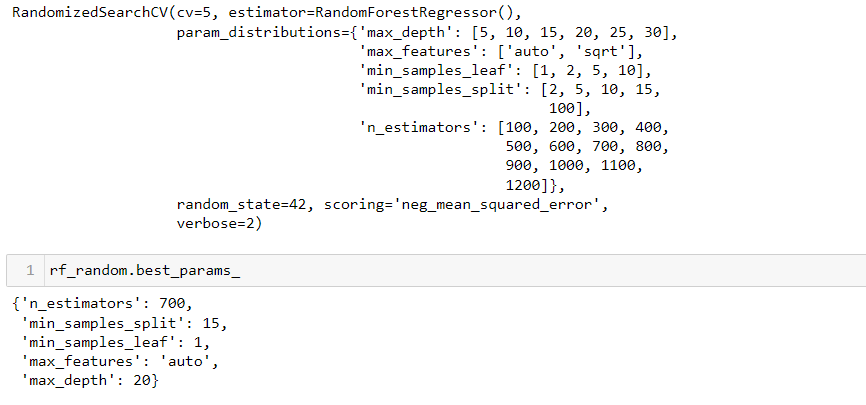 RandomizedSearchCV(cv=5, estimator=RandomForestRegressor(),
param_distributions={'max_depth': [5, 10, 15, 20, 25, 30],
'max_features': ['auto', 'sqrt'],
'min_samples_leaf': [1, 2, 5, 10],
'min_samples_split': [2, 5, 10, 15,
100],
'n_estimators': [100, 200, 300, 400,
500, 600, 700, 800,
900, 1000, 1100,
1200]},
random_state=42, scoring='neg_mean_squared_error',
verbose=2)
1 rf_random.best_params_
{'n_estimators': 700,
'min_samples_split': 15,
'min_samples_leaf': 1,
'max_features': 'auto',
'max_depth': 20}